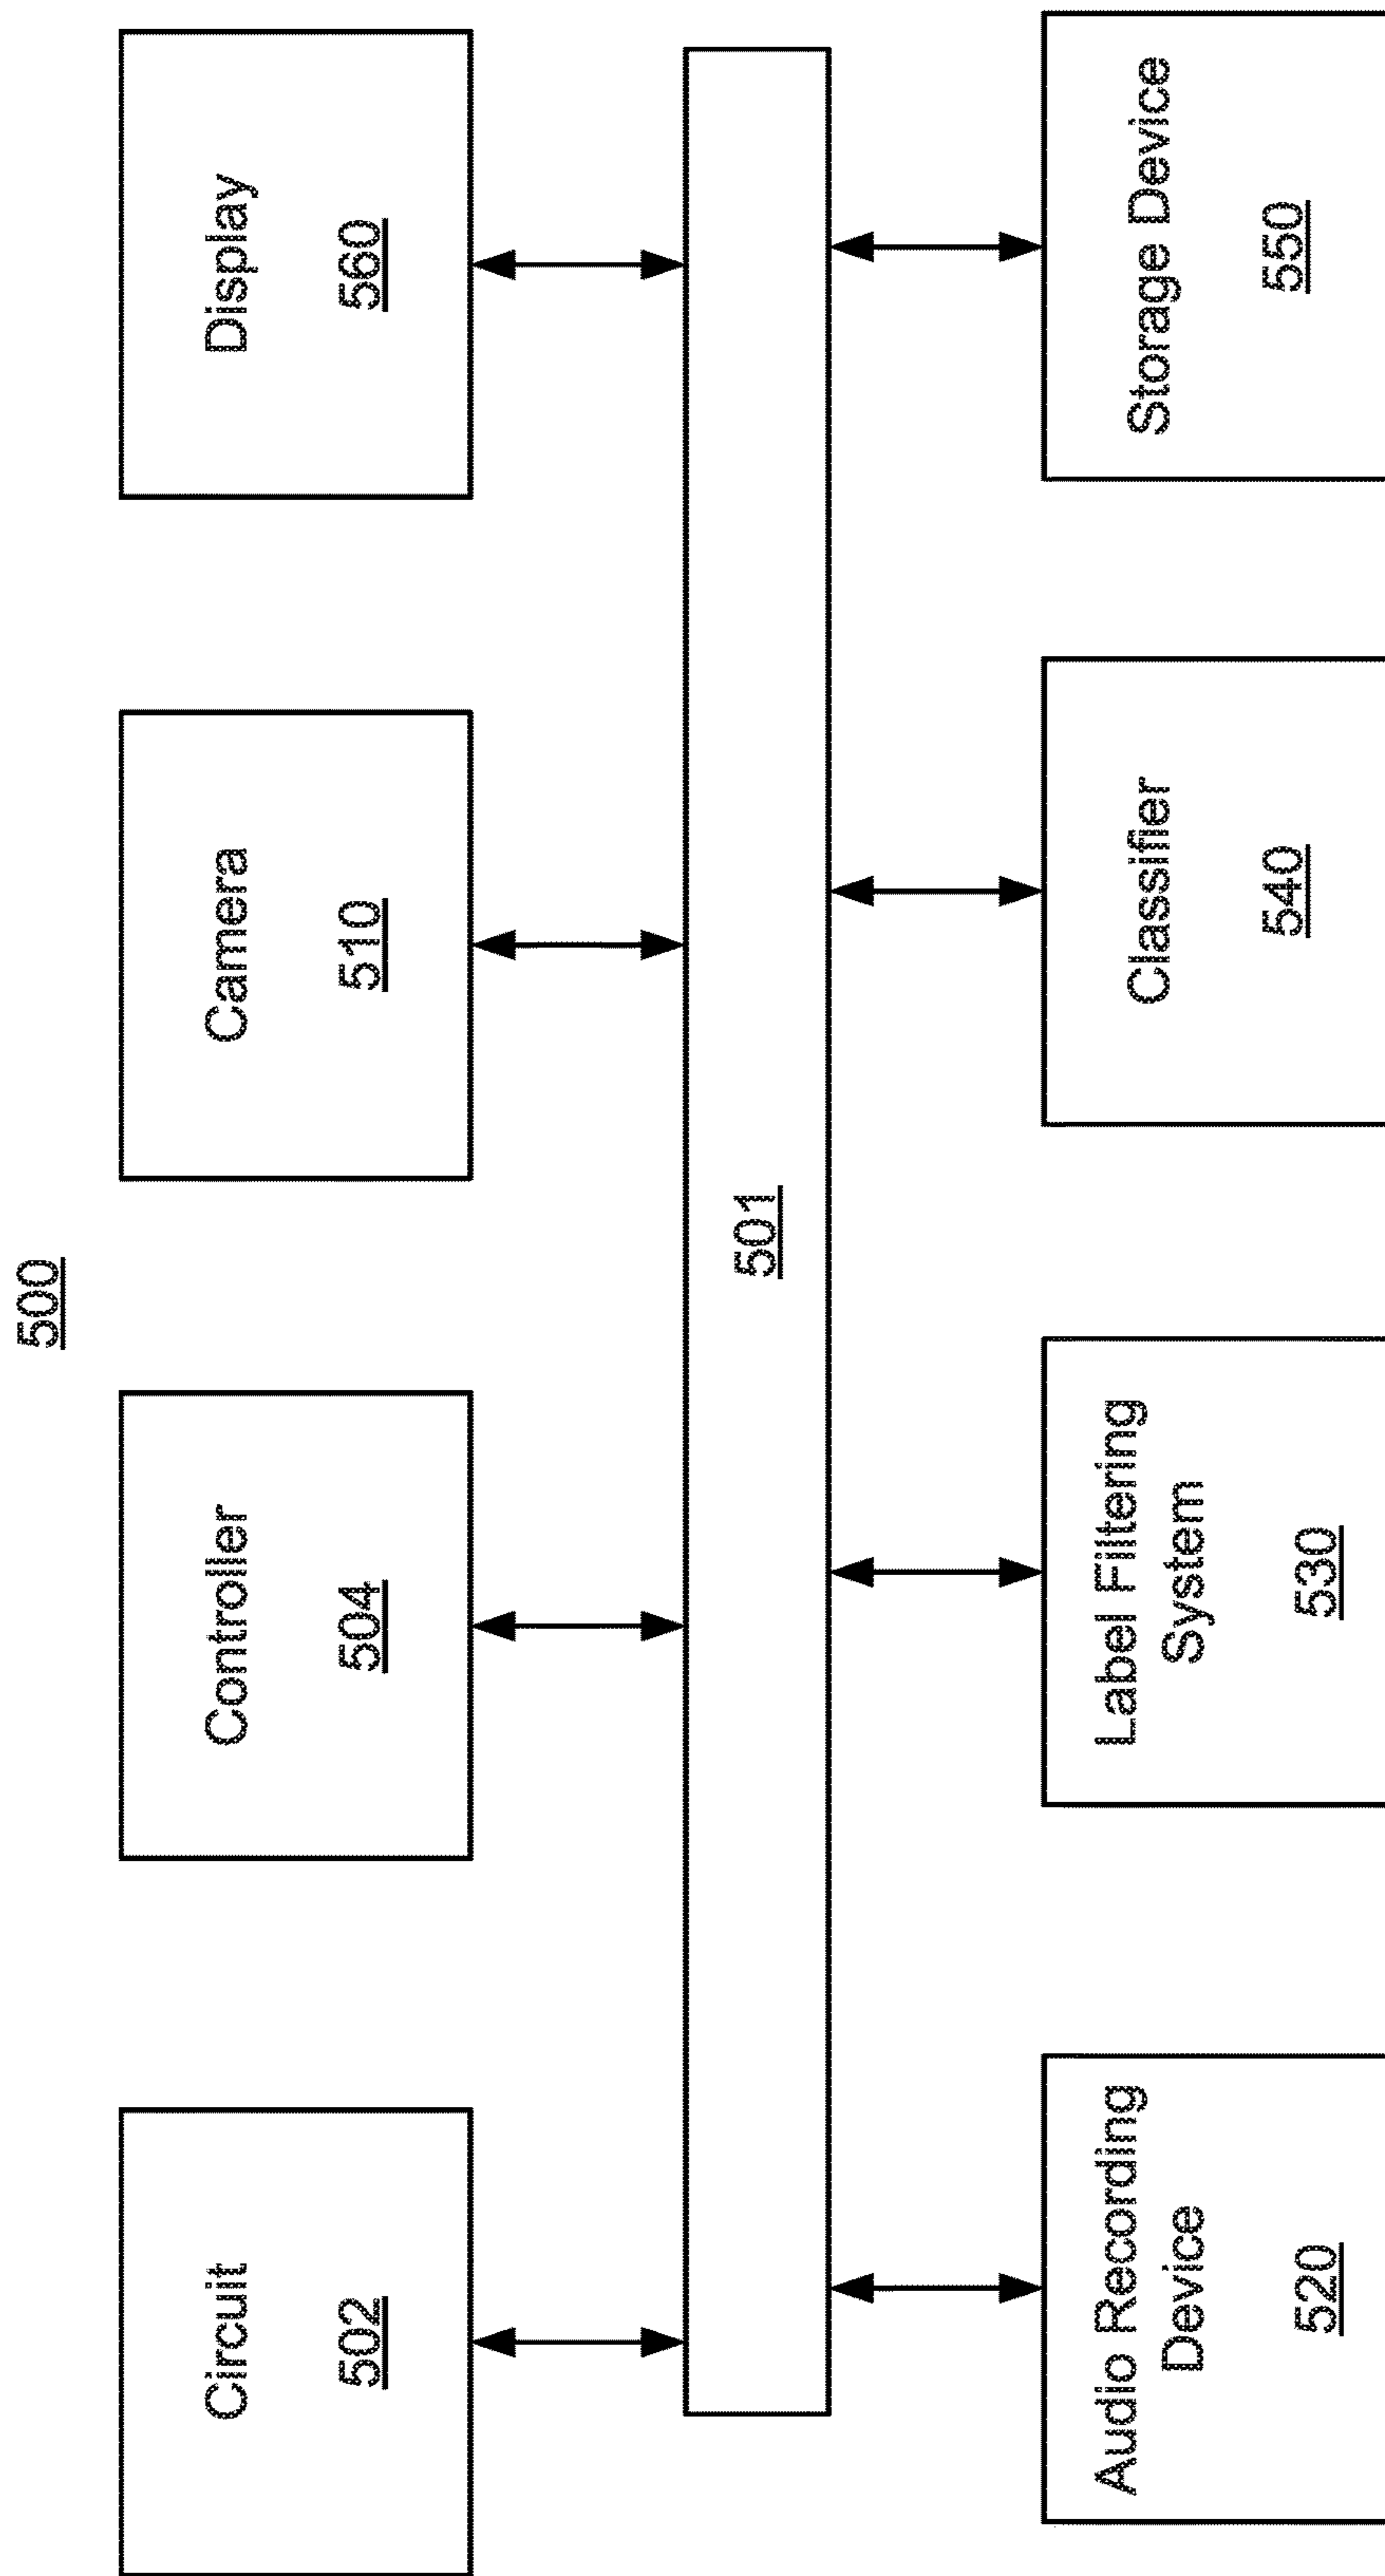 500
Circuit
502
Controller
504
Camera
510
Display
560
501
Audio Recording
Device
520
Label Filtering
System
530
Classifier
540
Storage Device
550